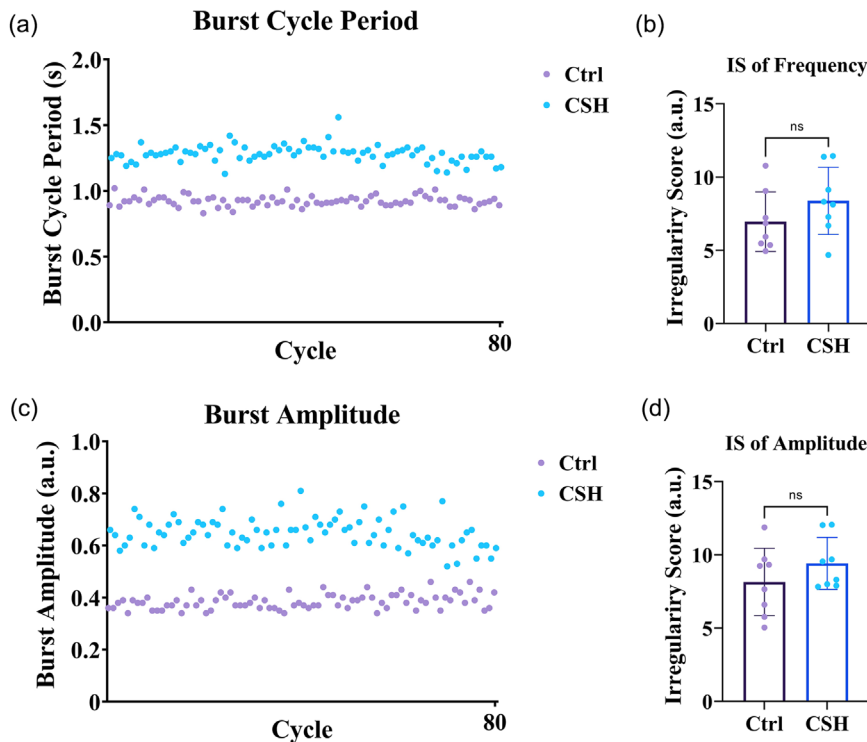 (a)
Burst Cycle Period
Burst Cycle Period (s)
2.0
1.5
1.0
0.5
0.0
Cycle
80
Ctrl
CSH
(b)
IS of Frequency
Irregulariry Score (a.u.)
15
10
5
0
ns
Ctrl
CSH
(c)
Burst Amplitude
Burst Amplitude (a.u.)
1.0
0.8
0.6
0.4
0.2
0
Cycle
80
Ctrl
CSH
(d)
IS of Amplitude
Irregulariry Score (a.u.)
15
10
5
0
ns
Ctrl
CSH